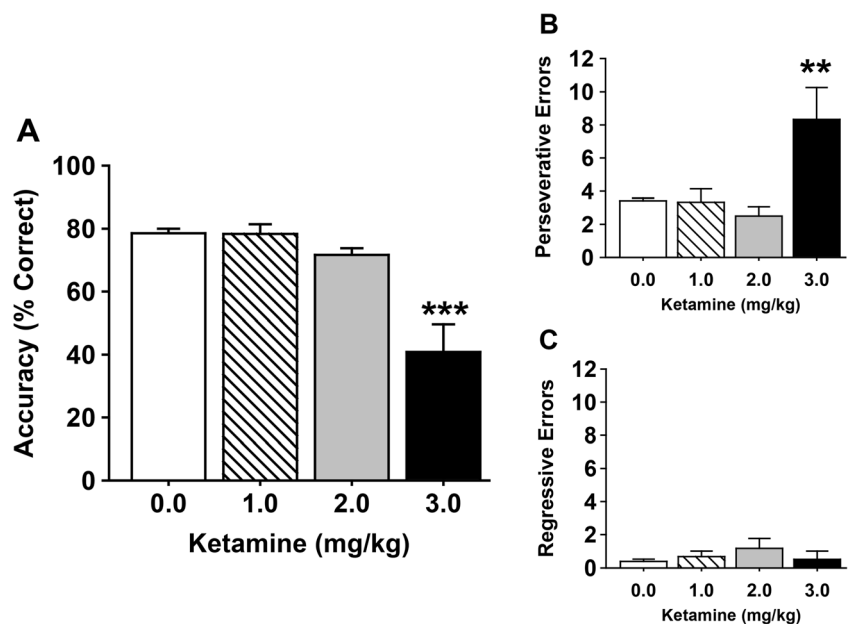 A
Accuracy (% Correct)
100
80
60
40
20
0
***
0.0 1.0 2.0 3.0
Ketamine (mg/kg)
B
Perseverative Errors
12
10
8
6
4
2
0
**
0.0 1.0 2.0 3.0
Ketamine (mg/kg)
C
Regressive Errors
12
10
8
6
4
2
0
0.0 1.0 2.0 3.0
Ketamine (mg/kg)